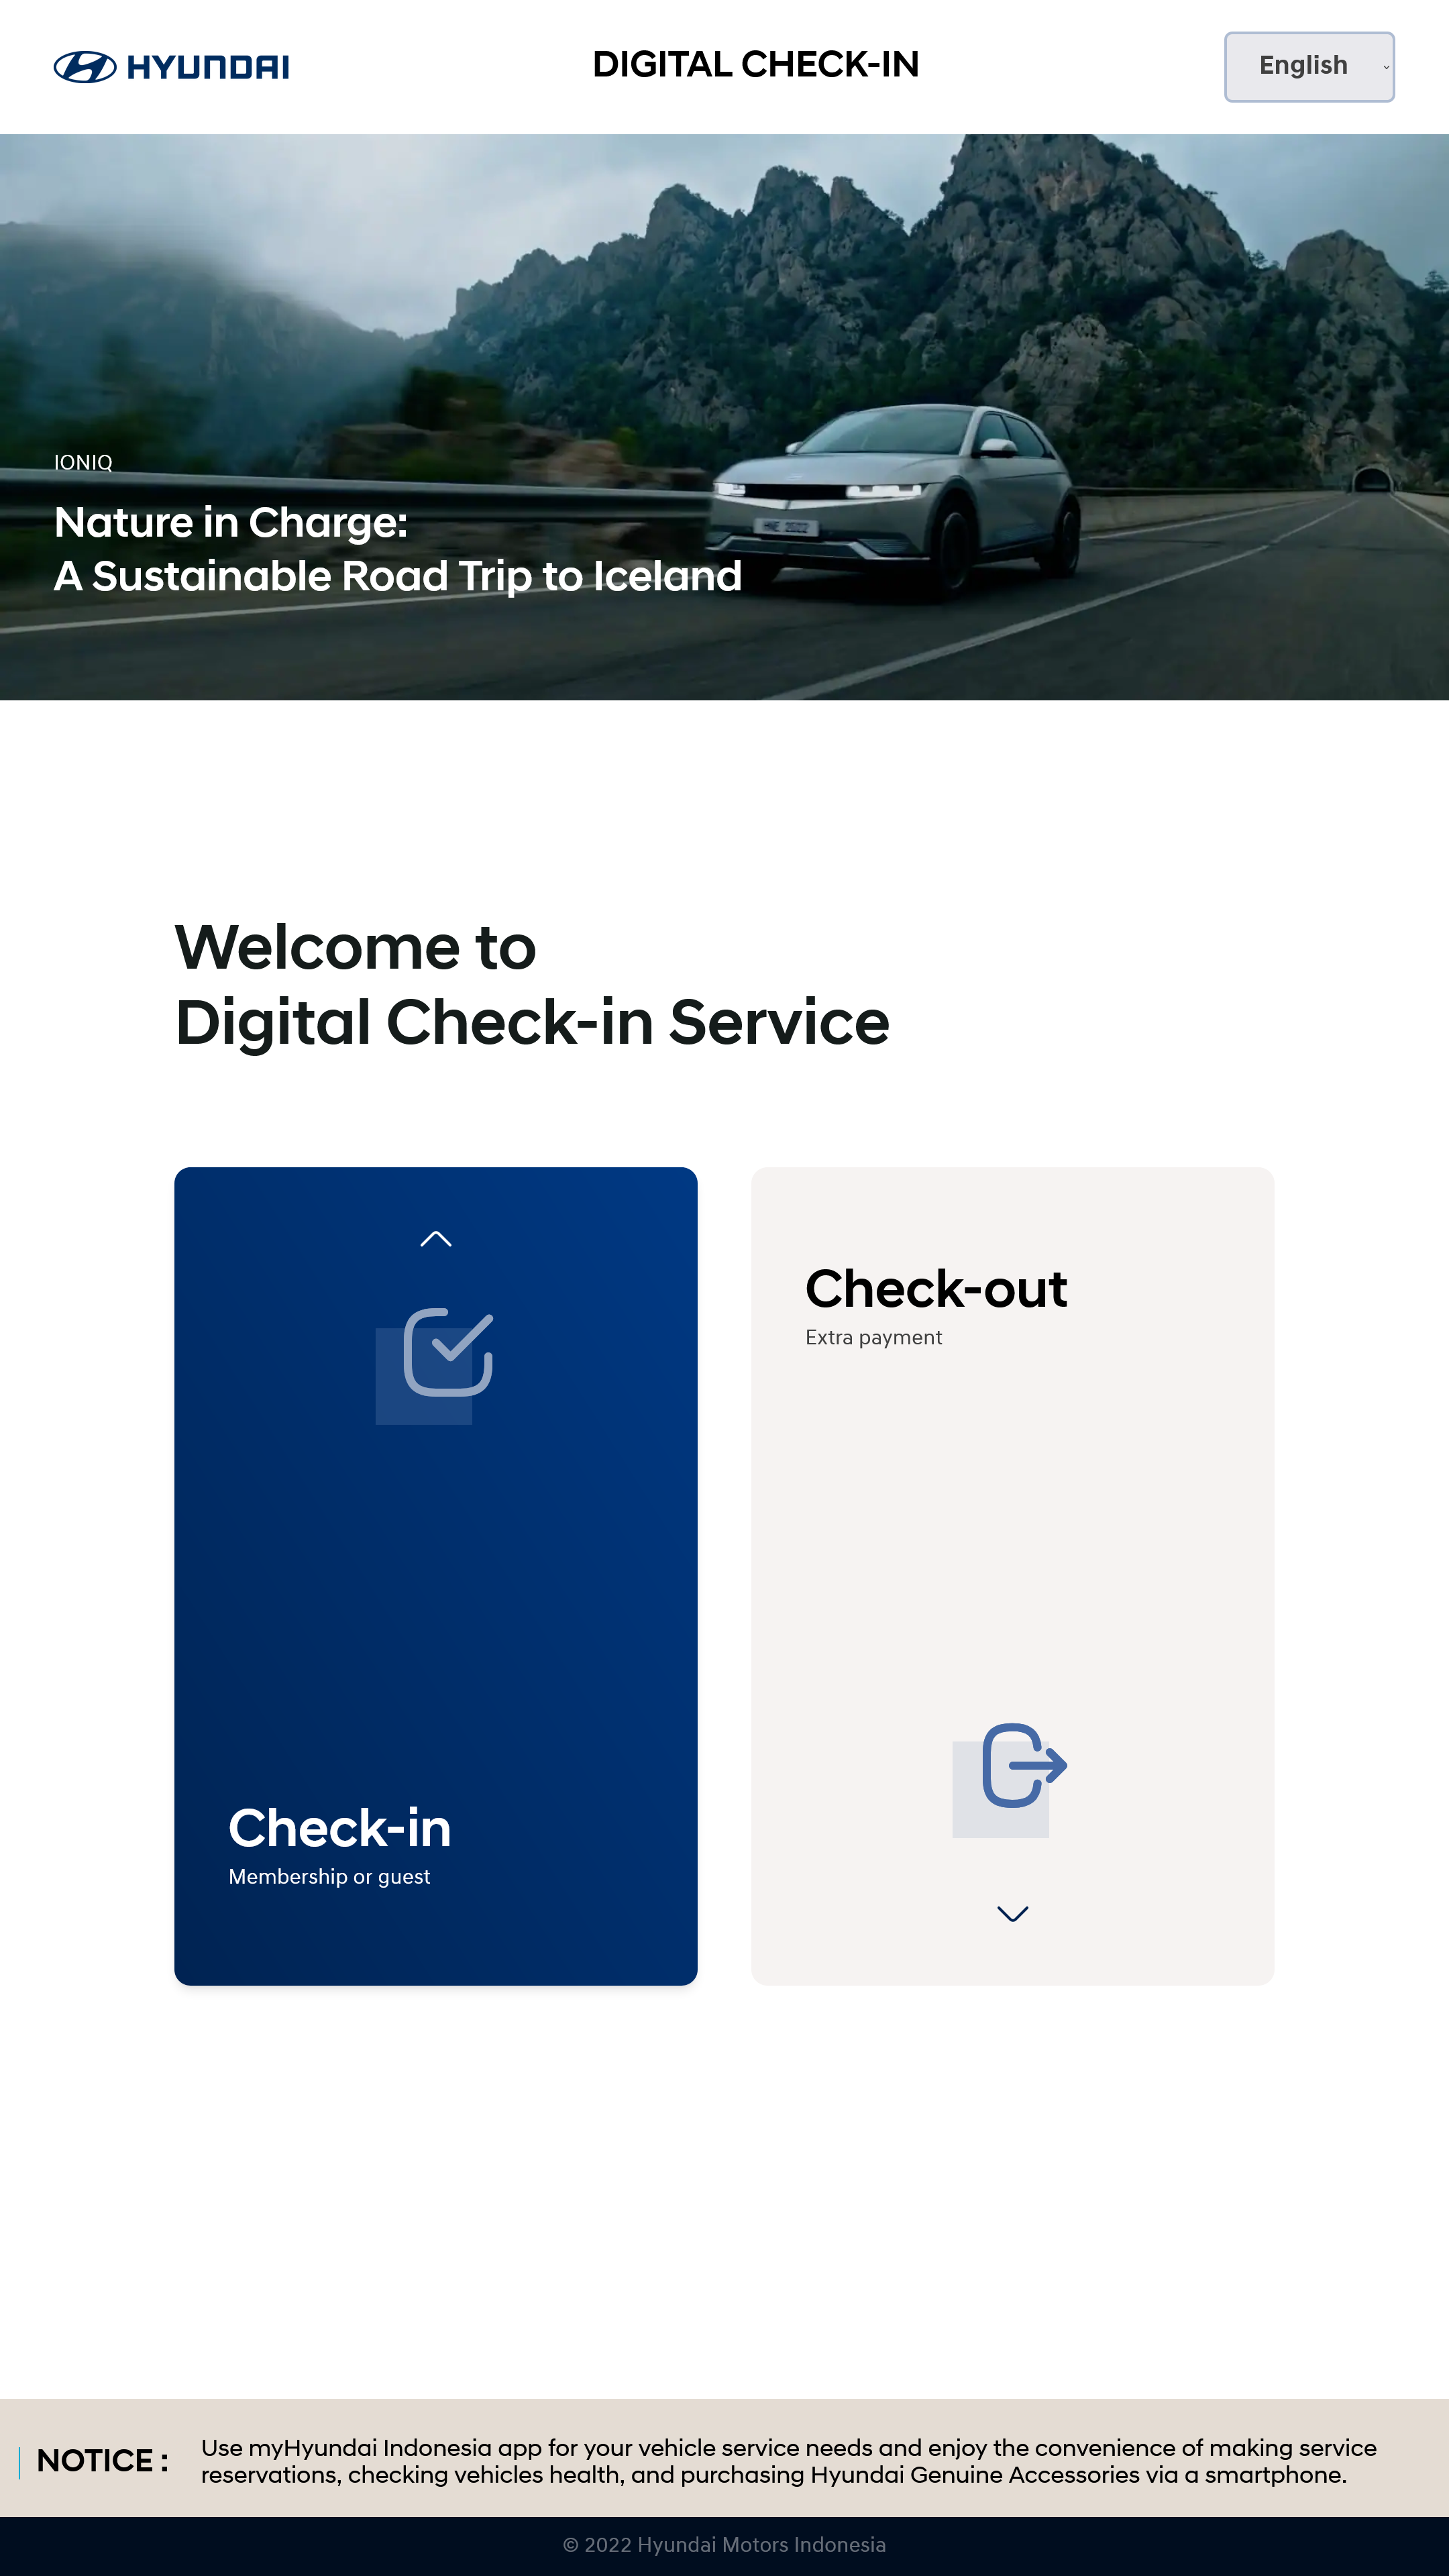 HYUNDAI
DIGITAL CHECK-IN
English
IONIQ
Nature in Charge:
A Sustainable Road Trip to Iceland
HNE 2022
Welcome to
Digital Check-in Service
Check-in
Membership or guest
Check-out
Extra payment
NOTICE :
Use myHyundai Indonesia app for your vehicle service needs and enjoy the convenience of making service
reservations, checking vehicles health, and purchasing Hyundai Genuine Accessories via a smartphone.
© 2022 Hyundai Motors Indonesia